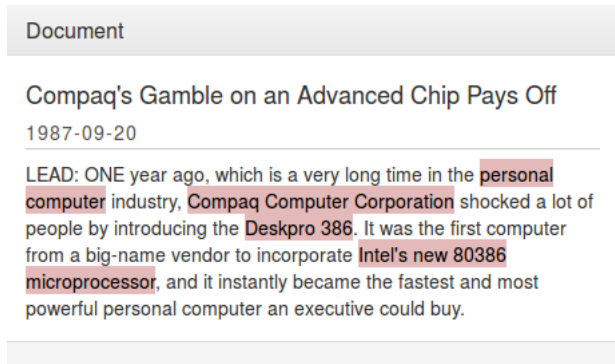 Document
Compaq's Gamble on an Advanced Chip Pays Off
1987-09-20
LEAD: ONE year ago, which is a very long time in the personal
computer industry, Compaq Computer Corporation shocked a lot of
people by introducing the Deskpro 386. It was the first computer
from a big-name vendor to incorporate Intel's new 80386
microprocessor, and it instantly became the fastest and most
powerful personal computer an executive could buy.